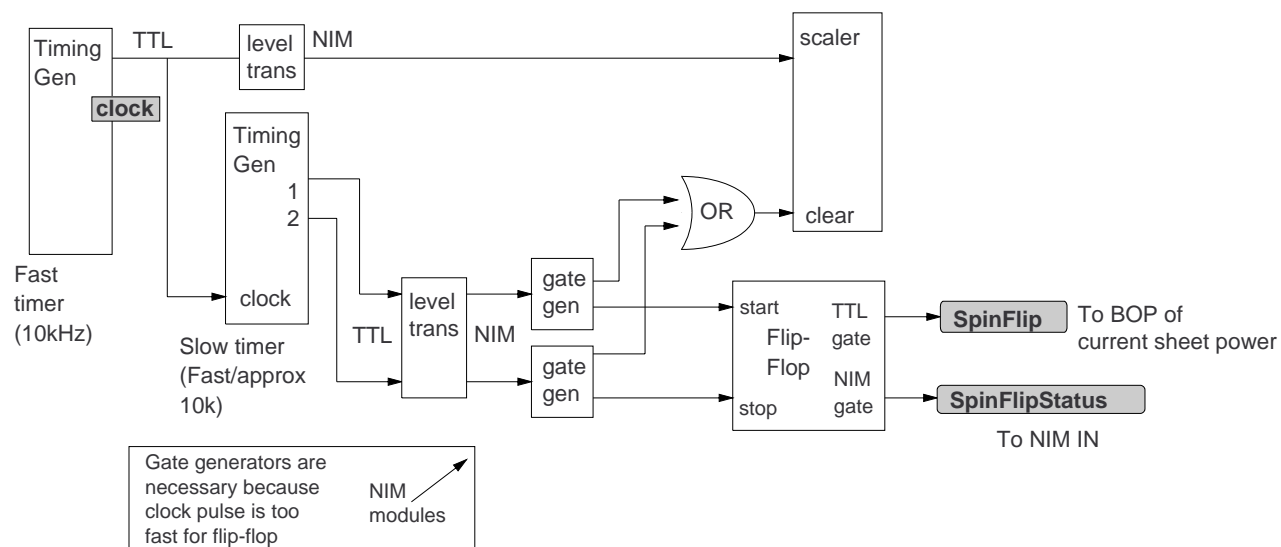 Timing
Gen
TTL
level
trans
NIM
scaler
clear
clock
Fast
timer
(10kHz)
Timing
Gen
1
2
clock
Slow timer
(Fast/approx
10k)
TTL
level
trans
NIM
gate
gen
gate
gen
OR
start
Flip-
Flop
stop
TTL
gate
NIM
gate
SpinFlip
To BOP of
current sheet power
SpinFlipStatus
To NIM IN
Gate generators are
necessary because
clock pulse is too
fast for flip-flop
NIM
modules